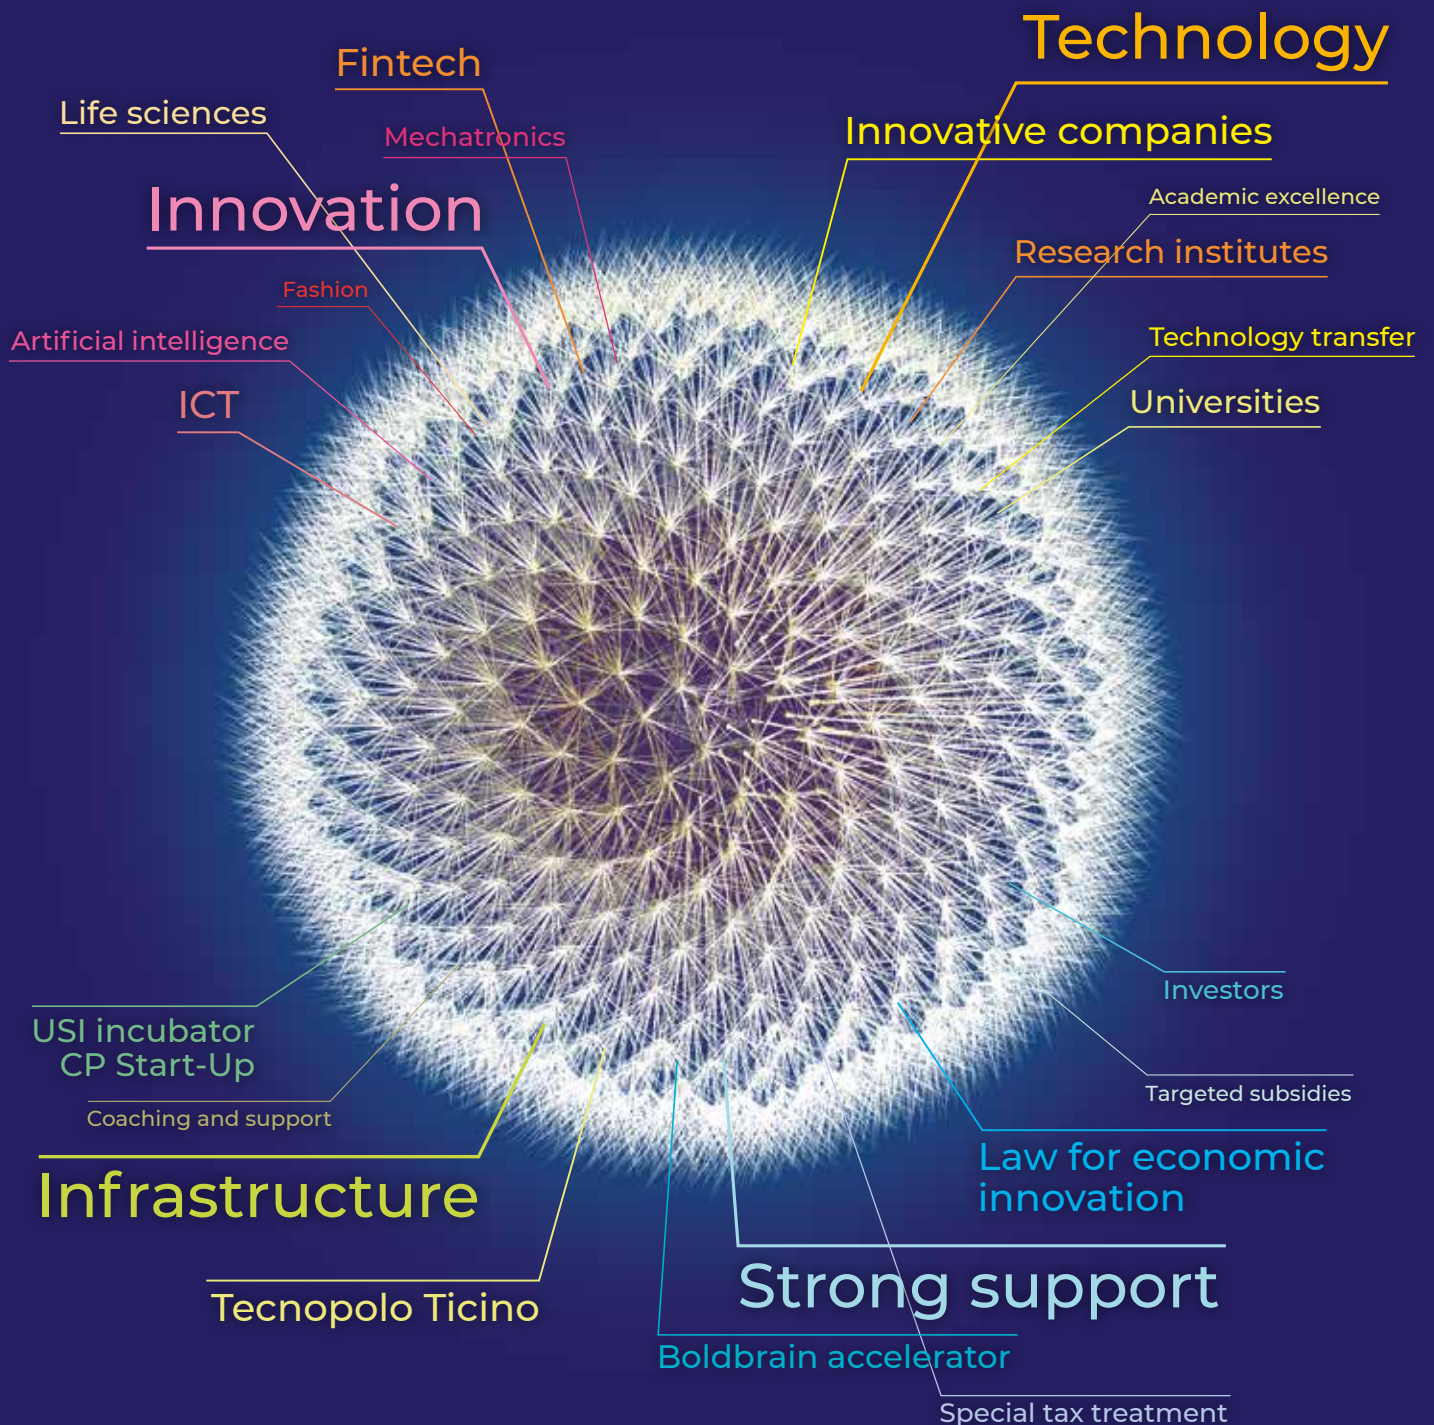 Technology
Fintech
Life sciences
Mechatronics
Innovative companies
Innovation
Academic excellence
Research institutes
Fashion
Artificial intelligence
Technology transfer
ICT
Universities
Investors
USI incubator
CP Start-Up
Targeted subsidies
Coaching and support
Law for economic
innovation
Infrastructure
Strong support
Tecnopolo Ticino
Boldbrain accelerator
Special tax treatment